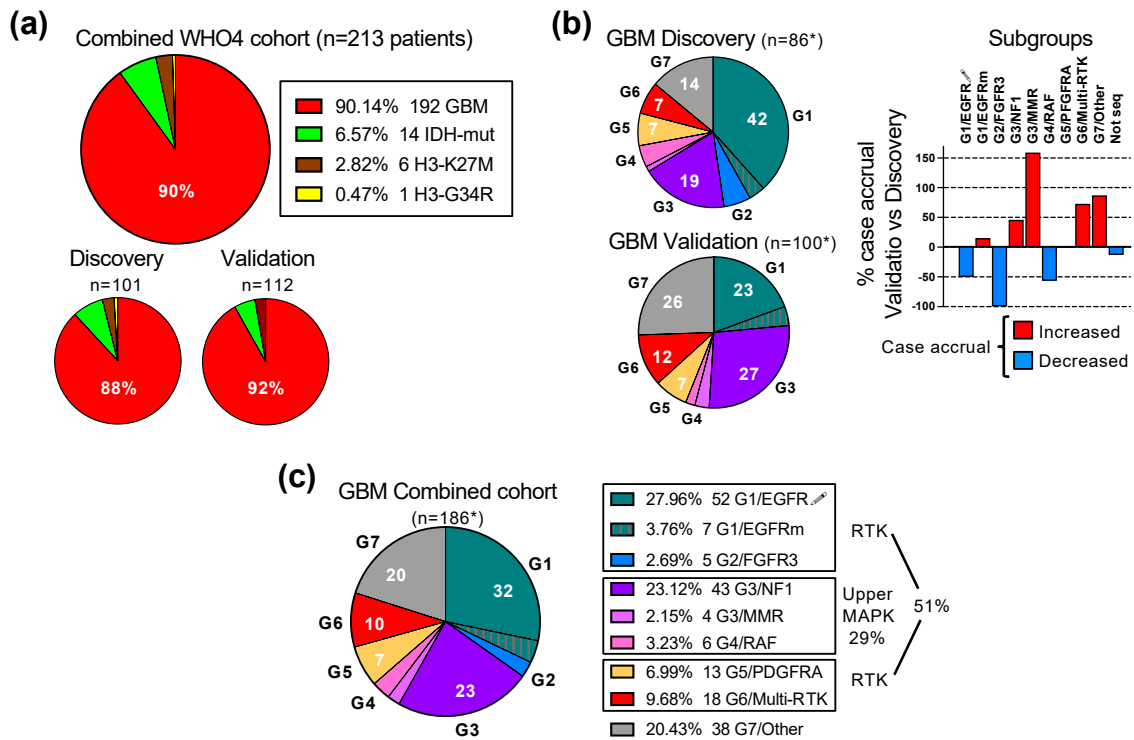 (a)
Combined WHO4 cohort (n=213 patients)
90%
90.14% 192 GBM
6.57% 14 IDH-mut
2.82% 6 H3-K27M
0.47% 1 H3-G34R
Discovery
n=101
88%
Validation
n=112
92%
(b)
GBM Discovery (n=86*)
G7
14
G6
7
42
G1
G5
7
G4
19
G3
G2
GBM Validation (n=100*)
G7
G1
23
26
12
G6
27
G3
7
G5
G4
Subgroups
G1/EGFR
G1/EGFRm
G2/FGFR3
G3/NF1
G3/MMR
G4/RAF
G5/PFGFRA
G6/Multi-RTK
G7/Other
Not seq
% case accrual
Validatio vs Discovery
150
100
50
0
-50
-100
Case accrual
Increased
Decreased
(c)
GBM Combined cohort
(n=186*)
G7
G1
20
32
G6
10
G5
7
G2
G4
23
G3
27.96% 52 G1/EGFR
3.76% 7 G1/EGFRm
2.69% 5 G2/FGFR3
23.12% 43 G3/NF1
2.15% 4 G3/MMR
3.23% 6 G4/RAF
6.99% 13 G5/PDGFRA
9.68% 18 G6/Multi-RTK
20.43% 38 G7/Other
RTK
Upper
MAPK
29%
51%
RTK